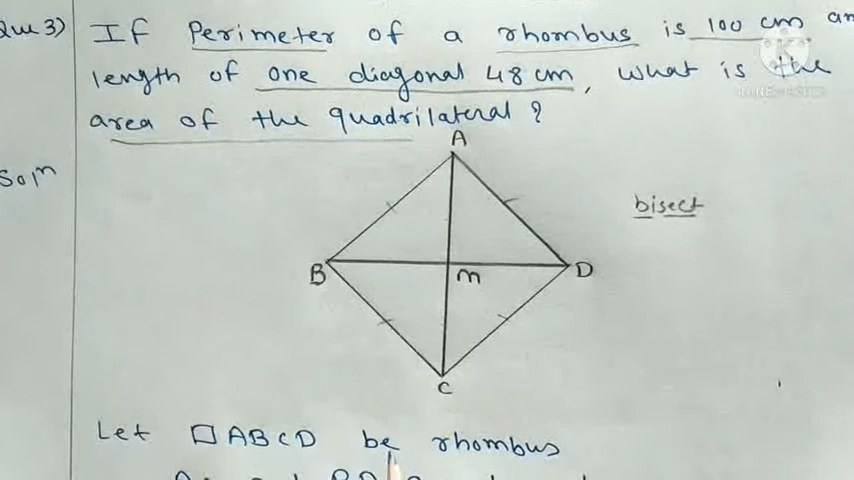 Que 3) If Perimeter of a rhombus is 100 cm an
length of one diagonal 48 cm, what is the
area of the quadrilateral ?
Soln
A
bisect
B
M
D
C
Let □ABCD be rhombus